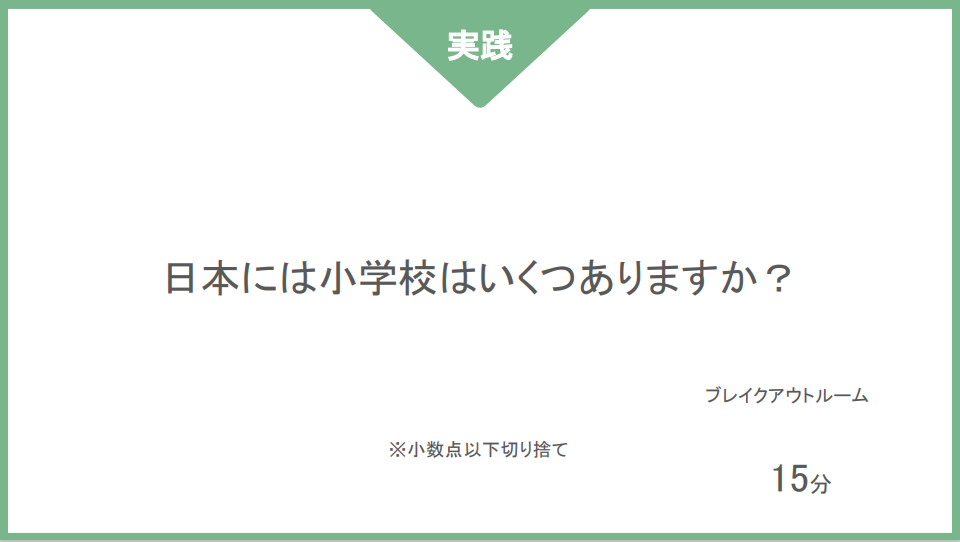 実践
日本には小学校はいくつありますか？
ブレイクアウトルーム
※小数点以下切り捨て
15分